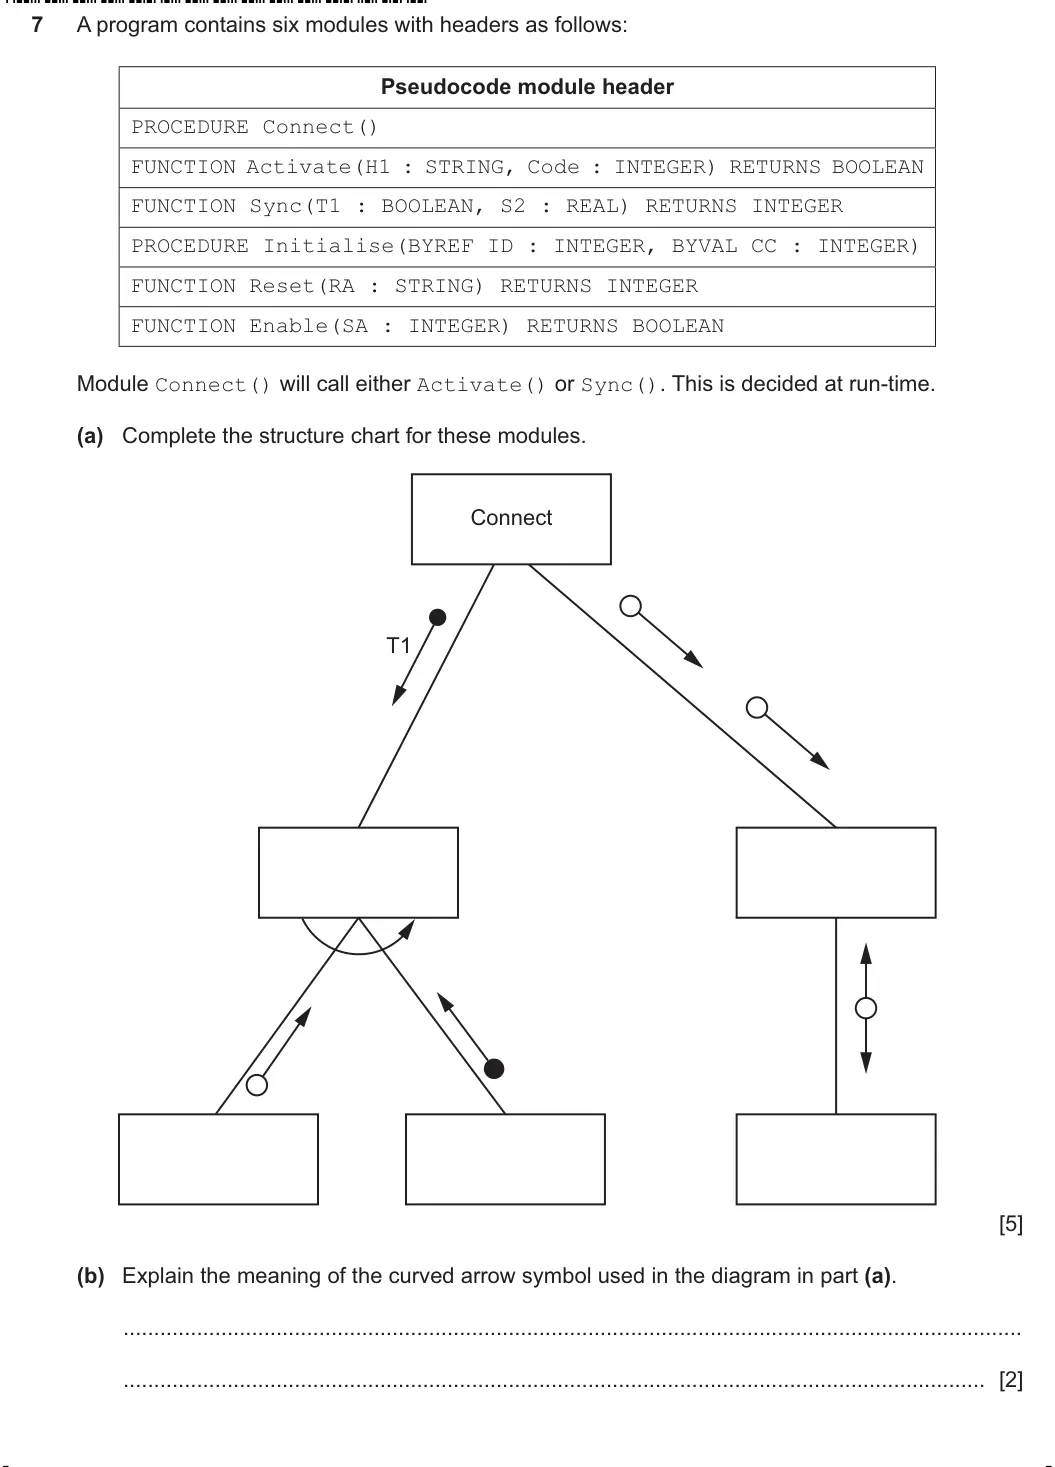 7 A program contains six modules with headers as follows:
Pseudocode module header
PROCEDURE Connect()
FUNCTION Activate(H1 : STRING, Code : INTEGER) RETURNS BOOLEAN
FUNCTION Sync(T1 : BOOLEAN, S2 : REAL) RETURNS INTEGER
PROCEDURE Initialise(BYREF ID : INTEGER, BYVAL CC : INTEGER)
FUNCTION Reset(RA : STRING) RETURNS INTEGER
FUNCTION Enable(SA : INTEGER) RETURNS BOOLEAN
Module Connect() will call either Activate() or Sync(). This is decided at run-time.
(a) Complete the structure chart for these modules.
Connect
T1
[5]
(b) Explain the meaning of the curved arrow symbol used in the diagram in part (a).
[2]